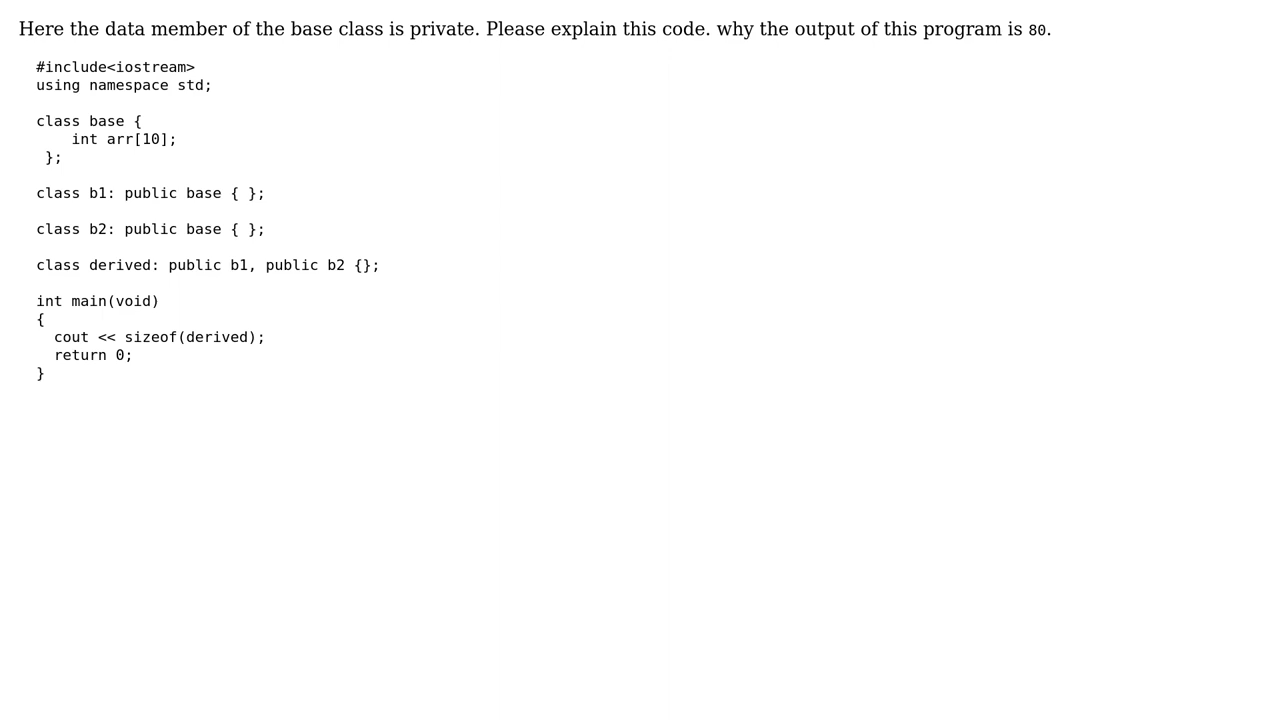 Here the data member of the base class is private. Please explain this code. why the output of this program is 80.
#include<iostream>
using namespace std;
class base {
    int arr[10];
 };
class b1: public base { };
class b2: public base { };
class derived: public b1, public b2 {};
int main(void)
{
  cout << sizeof(derived);
  return 0;
}